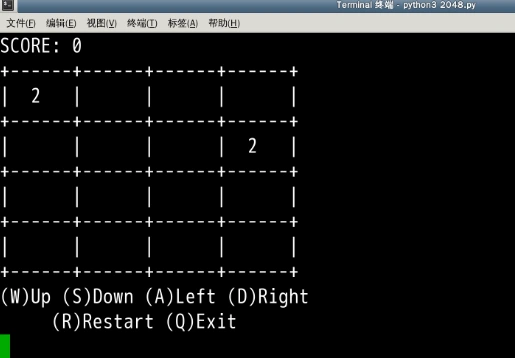 Terminal 终端 - python3 2048.py
文件(F) 编辑(E) 视图(V) 终端(T) 标签(A) 帮助(H)
SCORE: 0
+------+------+------+------+
|  2   |      |      |      |
+------+------+------+------+
|      |      |      |  2   |
+------+------+------+------+
|      |      |      |      |
+------+------+------+------+
|      |      |      |      |
+------+------+------+------+
(W)Up (S)Down (A)Left (D)Right
     (R)Restart (Q)Exit